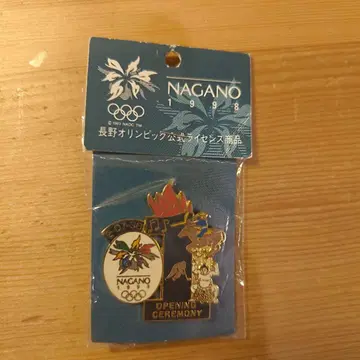 NAGANO
1998
© 1993 NAOC TM
長野オリンピック公式ライセンス商品
NAGANO
1998
OPENING
CEREMONY